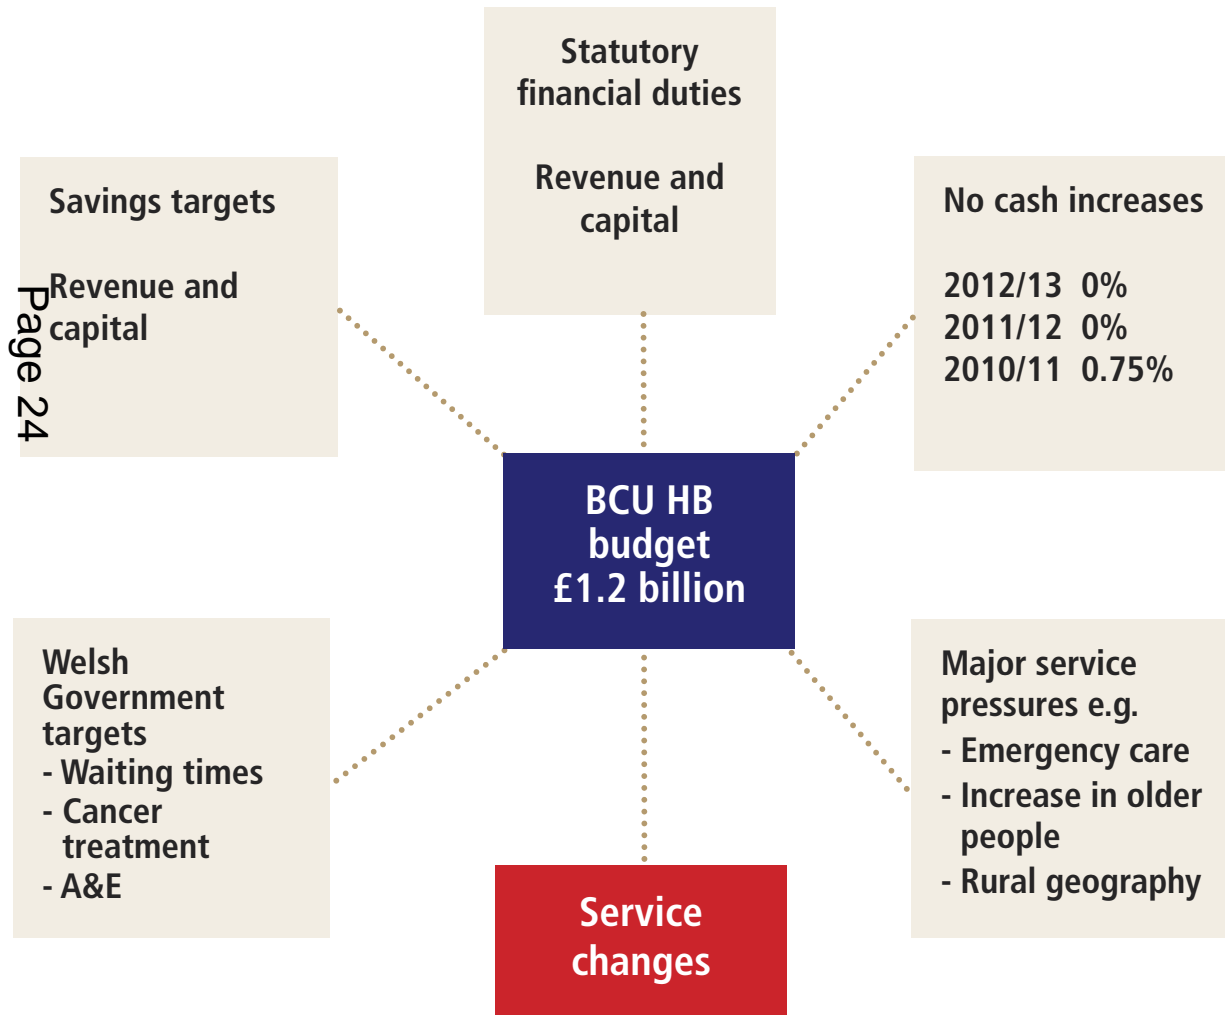 Statutory
financial duties
Revenue and
capital
Savings targets
Revenue and
capital
No cash increases
2012/13 0%
2011/12 0%
2010/11 0.75%
Page 24
BCU HB
budget
£1.2 billion
Welsh
Government
targets
- Waiting times
- Cancer
treatment
- A&E
Major service
pressures e.g.
- Emergency care
- Increase in older
people
- Rural geography
Service
changes